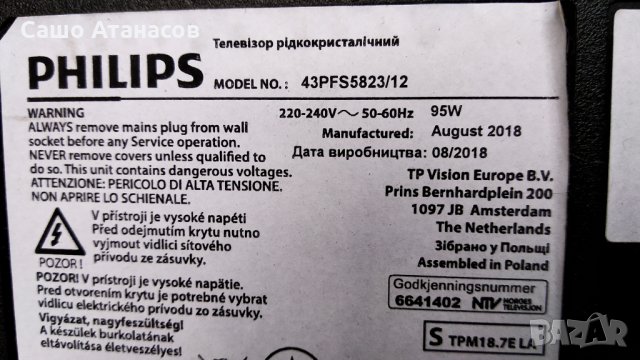 Сашо Атанасов
Телевізор рідкокристалічний
PHILIPS
MODEL NO.: 43PFS5823/12
WARNING
ALWAYS remove mains plug from wall
socket before any Service operation.
NEVER remove covers unless qualified to
do so. This unit contains dangerous voltages.
ATTENZIONE: PERICOLO DI ALTA TENSIONE.
NON APRIRE LO SCHIENALE.
220-240V～ 50-60Hz 95W
Manufactured: August 2018
Дата виробництва: 08/2018
TP Vision Europe B.V.
Prins Bernhardplein 200
1097 JB Amsterdam
The Netherlands
Зібрано у Польщі
Assembled in Poland
V přístroji je vysoké napětí
Před odejmutím krytu nutno
vyjmout vidlici síťového
přívodu ze zásuvky.
POZOR!
POZOR! V prístroji je vysoké napätie.
Pred otvorením krytu je potrebné vybrať
vidlicu elektrického prívodu zo zásuvky.
Vigyázat, nagyfeszültség!
A készülék burkolatának
eltávolítása életveszélyes!
Godkjenningsnummer
6641402 NTV NORGES
TELEVISJON
S TPM18.7E LA
bazar.bg